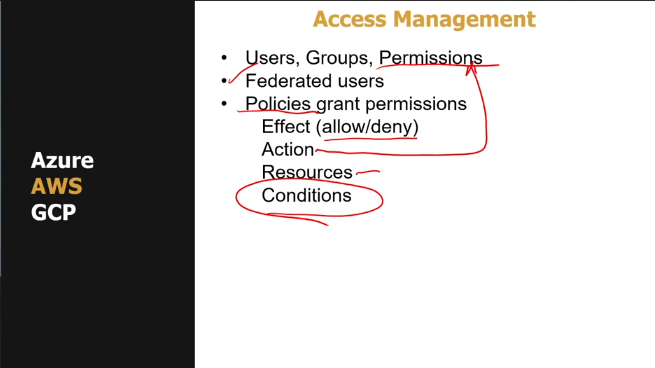 Access Management
• Users, Groups, Permissions
• Federated users
• Policies grant permissions
Effect (allow/deny)
Action
Resources
Conditions
Azure
AWS
GCP